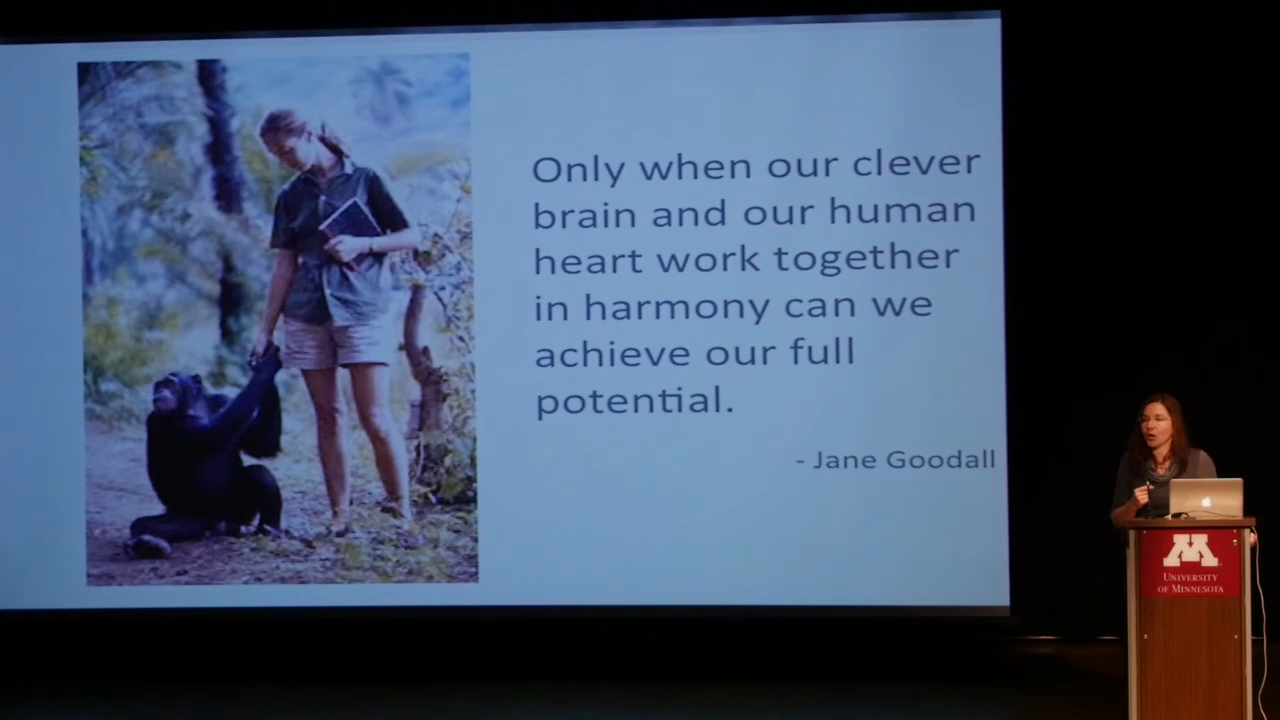 Only when our clever
brain and our human
heart work together
in harmony can we
achieve our full
potential.
- Jane Goodall
M
UNIVERSITY
OF MINNESOTA